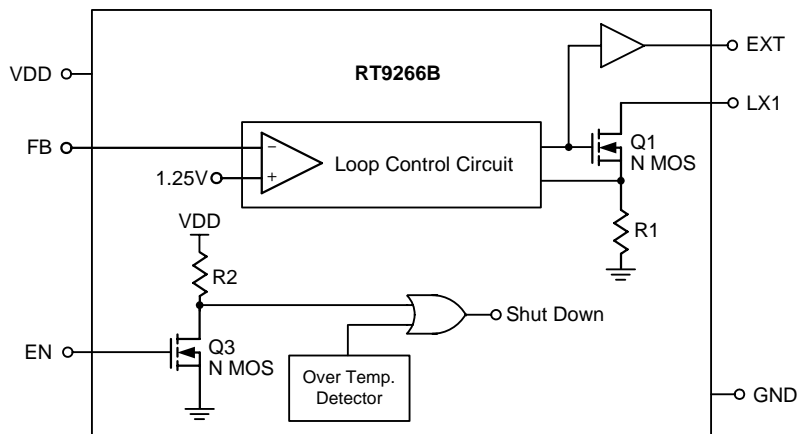 EXT
VDD
RT9266B
LX1
FB
−
Loop Control Circuit
Q1
N MOS
1.25V
+
VDD
R1
R2
Shut Down
EN
Q3
N MOS
Over Temp.
Detector
GND